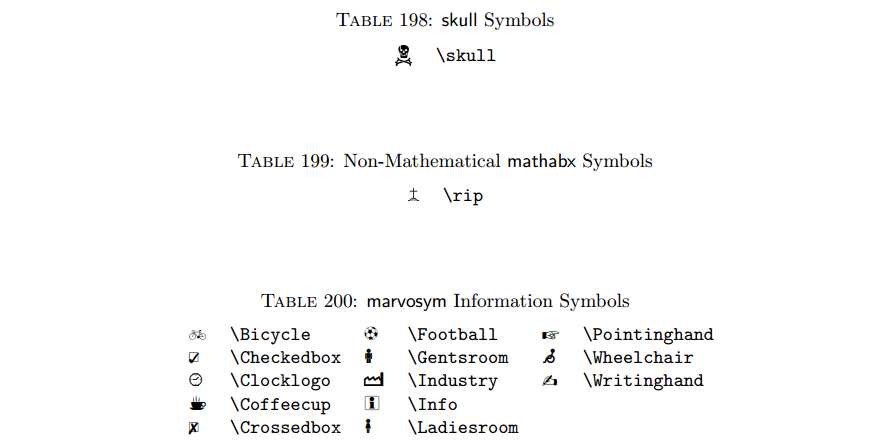 TABLE 198: skull Symbols
\skull
TABLE 199: Non-Mathematical mathabx Symbols
\rip
TABLE 200: marvosym Information Symbols
\Bicycle \Football \Pointinghand
\Checkedbox \Gentsroom \Wheelchair
\Clocklogo \Industry \Writinghand
\Coffeecup \Info
\Crossedbox \Ladiesroom